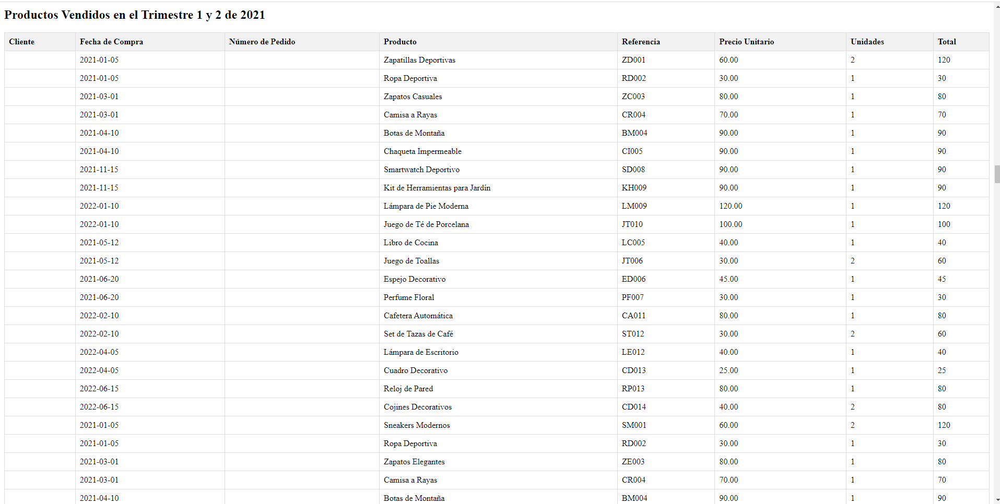 Productos Vendidos en el Trimestre 1 y 2 de 2021
Cliente Fecha de Compra Número de Pedido Producto Referencia Precio Unitario Unidades Total
2021-01-05 Zapatillas Deportivas ZD001 60.00 2 120
2021-01-05 Ropa Deportiva RD002 30.00 1 30
2021-03-01 Zapatos Casuales ZC003 80.00 1 80
2021-03-01 Camisa a Rayas CR004 70.00 1 70
2021-04-10 Botas de Montaña BM004 90.00 1 90
2021-04-10 Chaqueta Impermeable CI005 90.00 1 90
2021-11-15 Smartwatch Deportivo SD008 90.00 1 90
2021-11-15 Kit de Herramientas para Jardín KH009 90.00 1 90
2022-01-10 Lámpara de Pie Moderna LM009 120.00 1 120
2022-01-10 Juego de Té de Porcelana JT010 100.00 1 100
2021-05-12 Libro de Cocina LC005 40.00 1 40
2021-05-12 Juego de Toallas JT006 30.00 2 60
2021-06-20 Espejo Decorativo ED006 45.00 1 45
2021-06-20 Perfume Floral PF007 30.00 1 30
2022-02-10 Cafetera Automática CA011 80.00 1 80
2022-02-10 Set de Tazas de Café ST012 30.00 2 60
2022-04-05 Lámpara de Escritorio LE012 40.00 1 40
2022-04-05 Cuadro Decorativo CD013 25.00 1 25
2022-06-15 Reloj de Pared RP013 80.00 1 80
2022-06-15 Cojines Decorativos CD014 40.00 2 80
2021-01-05 Sneakers Modernos SM001 60.00 2 120
2021-01-05 Ropa Deportiva RD002 30.00 1 30
2021-03-01 Zapatos Elegantes ZE003 80.00 1 80
2021-03-01 Camisa a Rayas CR004 70.00 1 70
2021-04-10 Botas de Montaña BM004 90.00 1 90